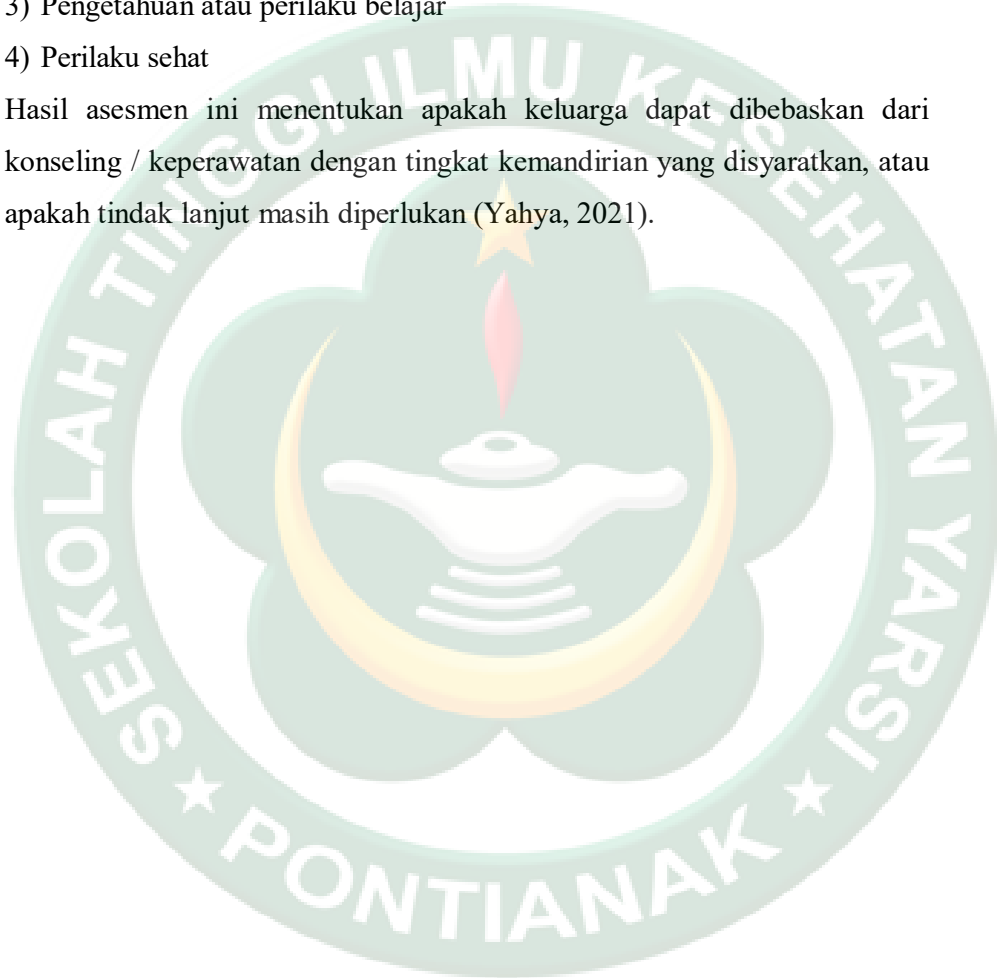 3) Pengetahuan atau perilaku belajar
4) Perilaku sehat
Hasil asesmen ini menentukan apakah keluarga dapat dibebaskan dari
konseling / keperawatan dengan tingkat kemandirian yang disyaratkan, atau
apakah tindak lanjut masih diperlukan (Yahya, 2021).
SEKOLAH TINGGI ILMU KESEHATAN YARSI
PONTIANAK